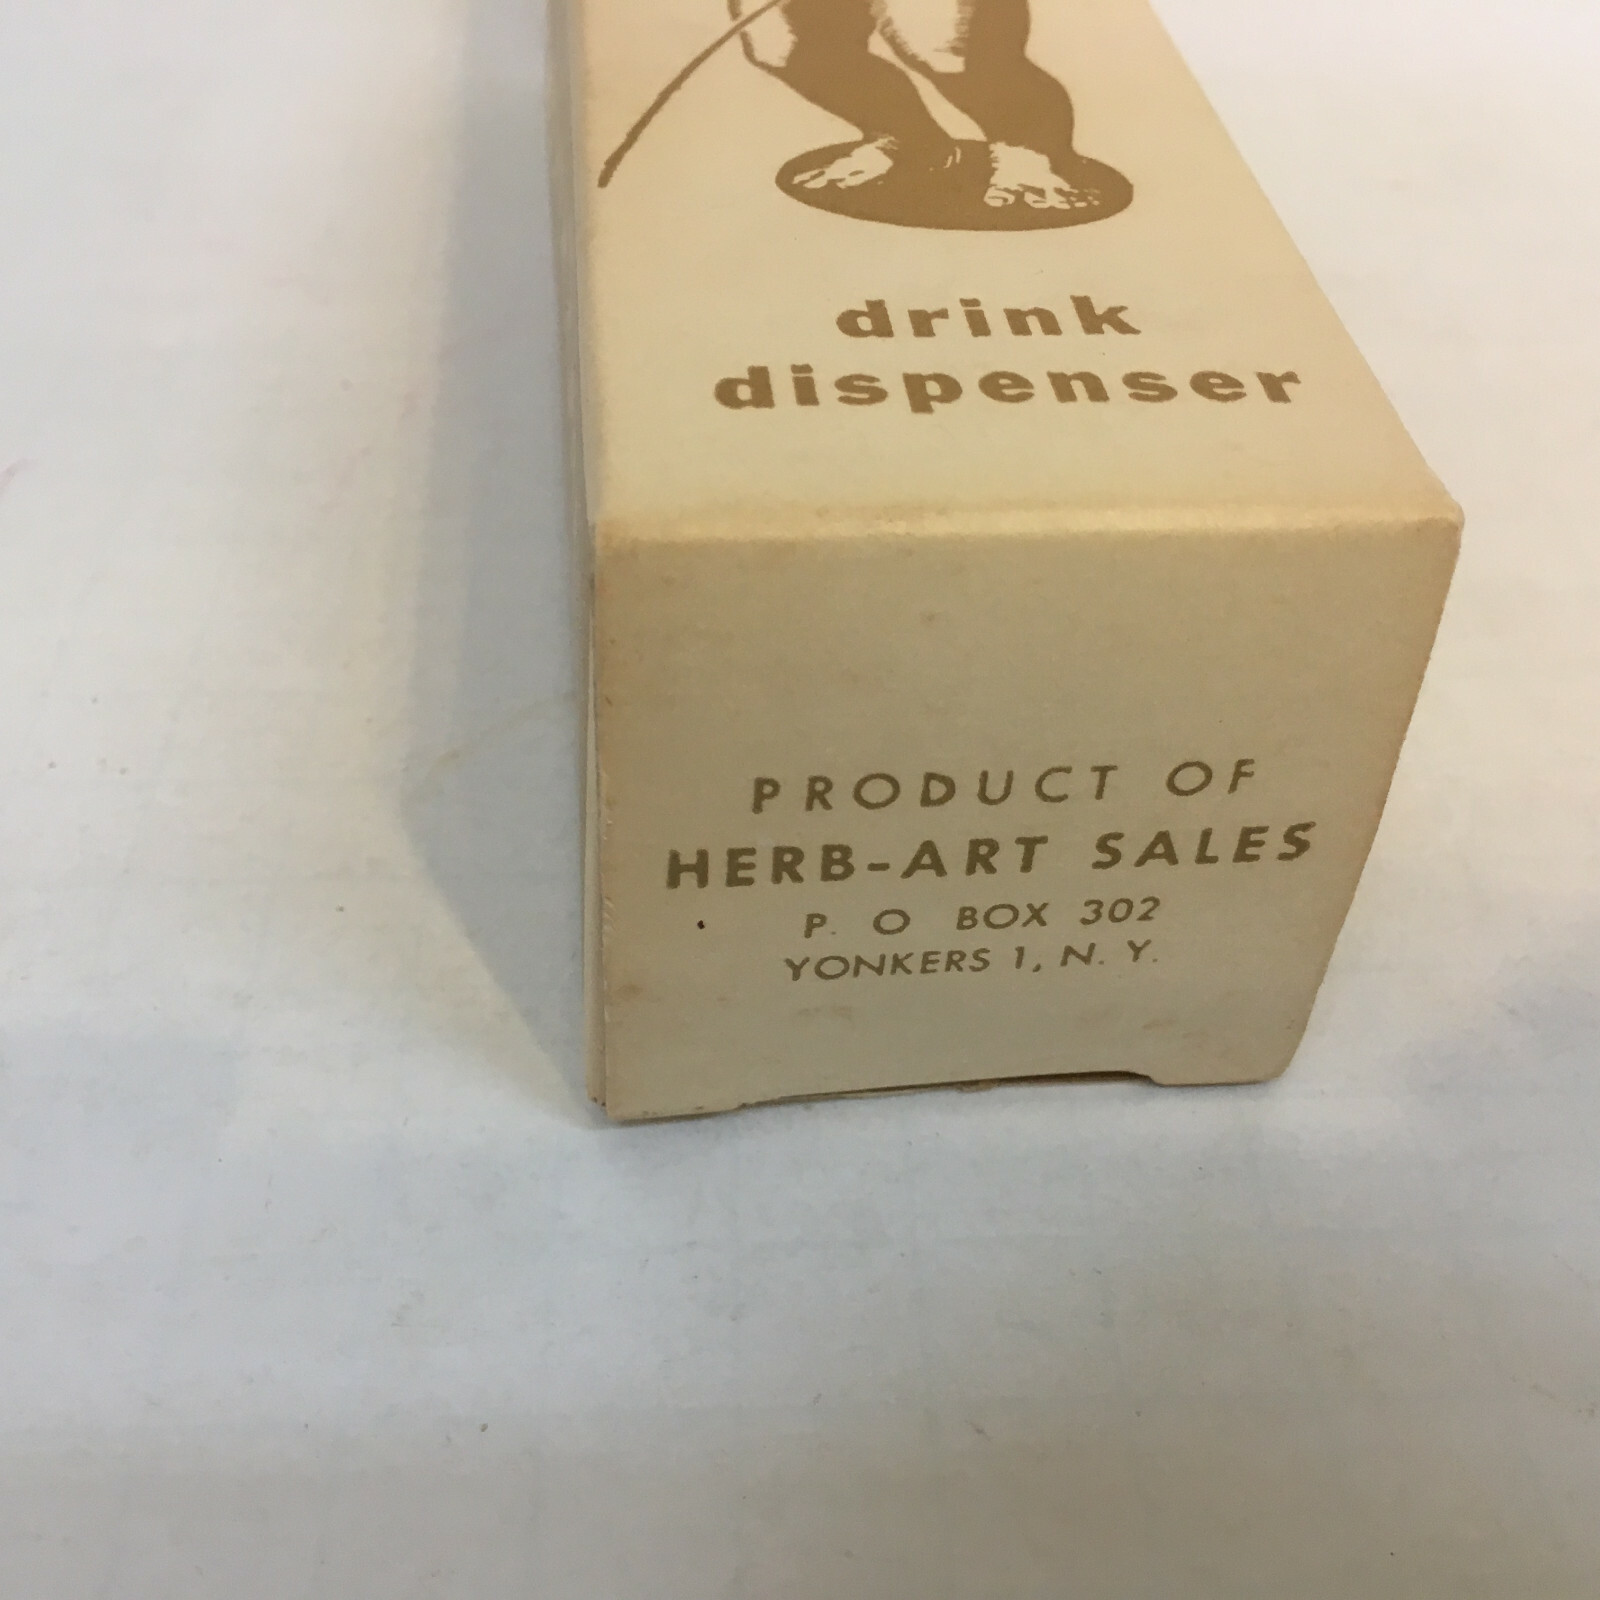 drink
dispenser
PRODUCT OF
HERB-ART SALES
P. O BOX 302
YONKERS 1, N. Y.